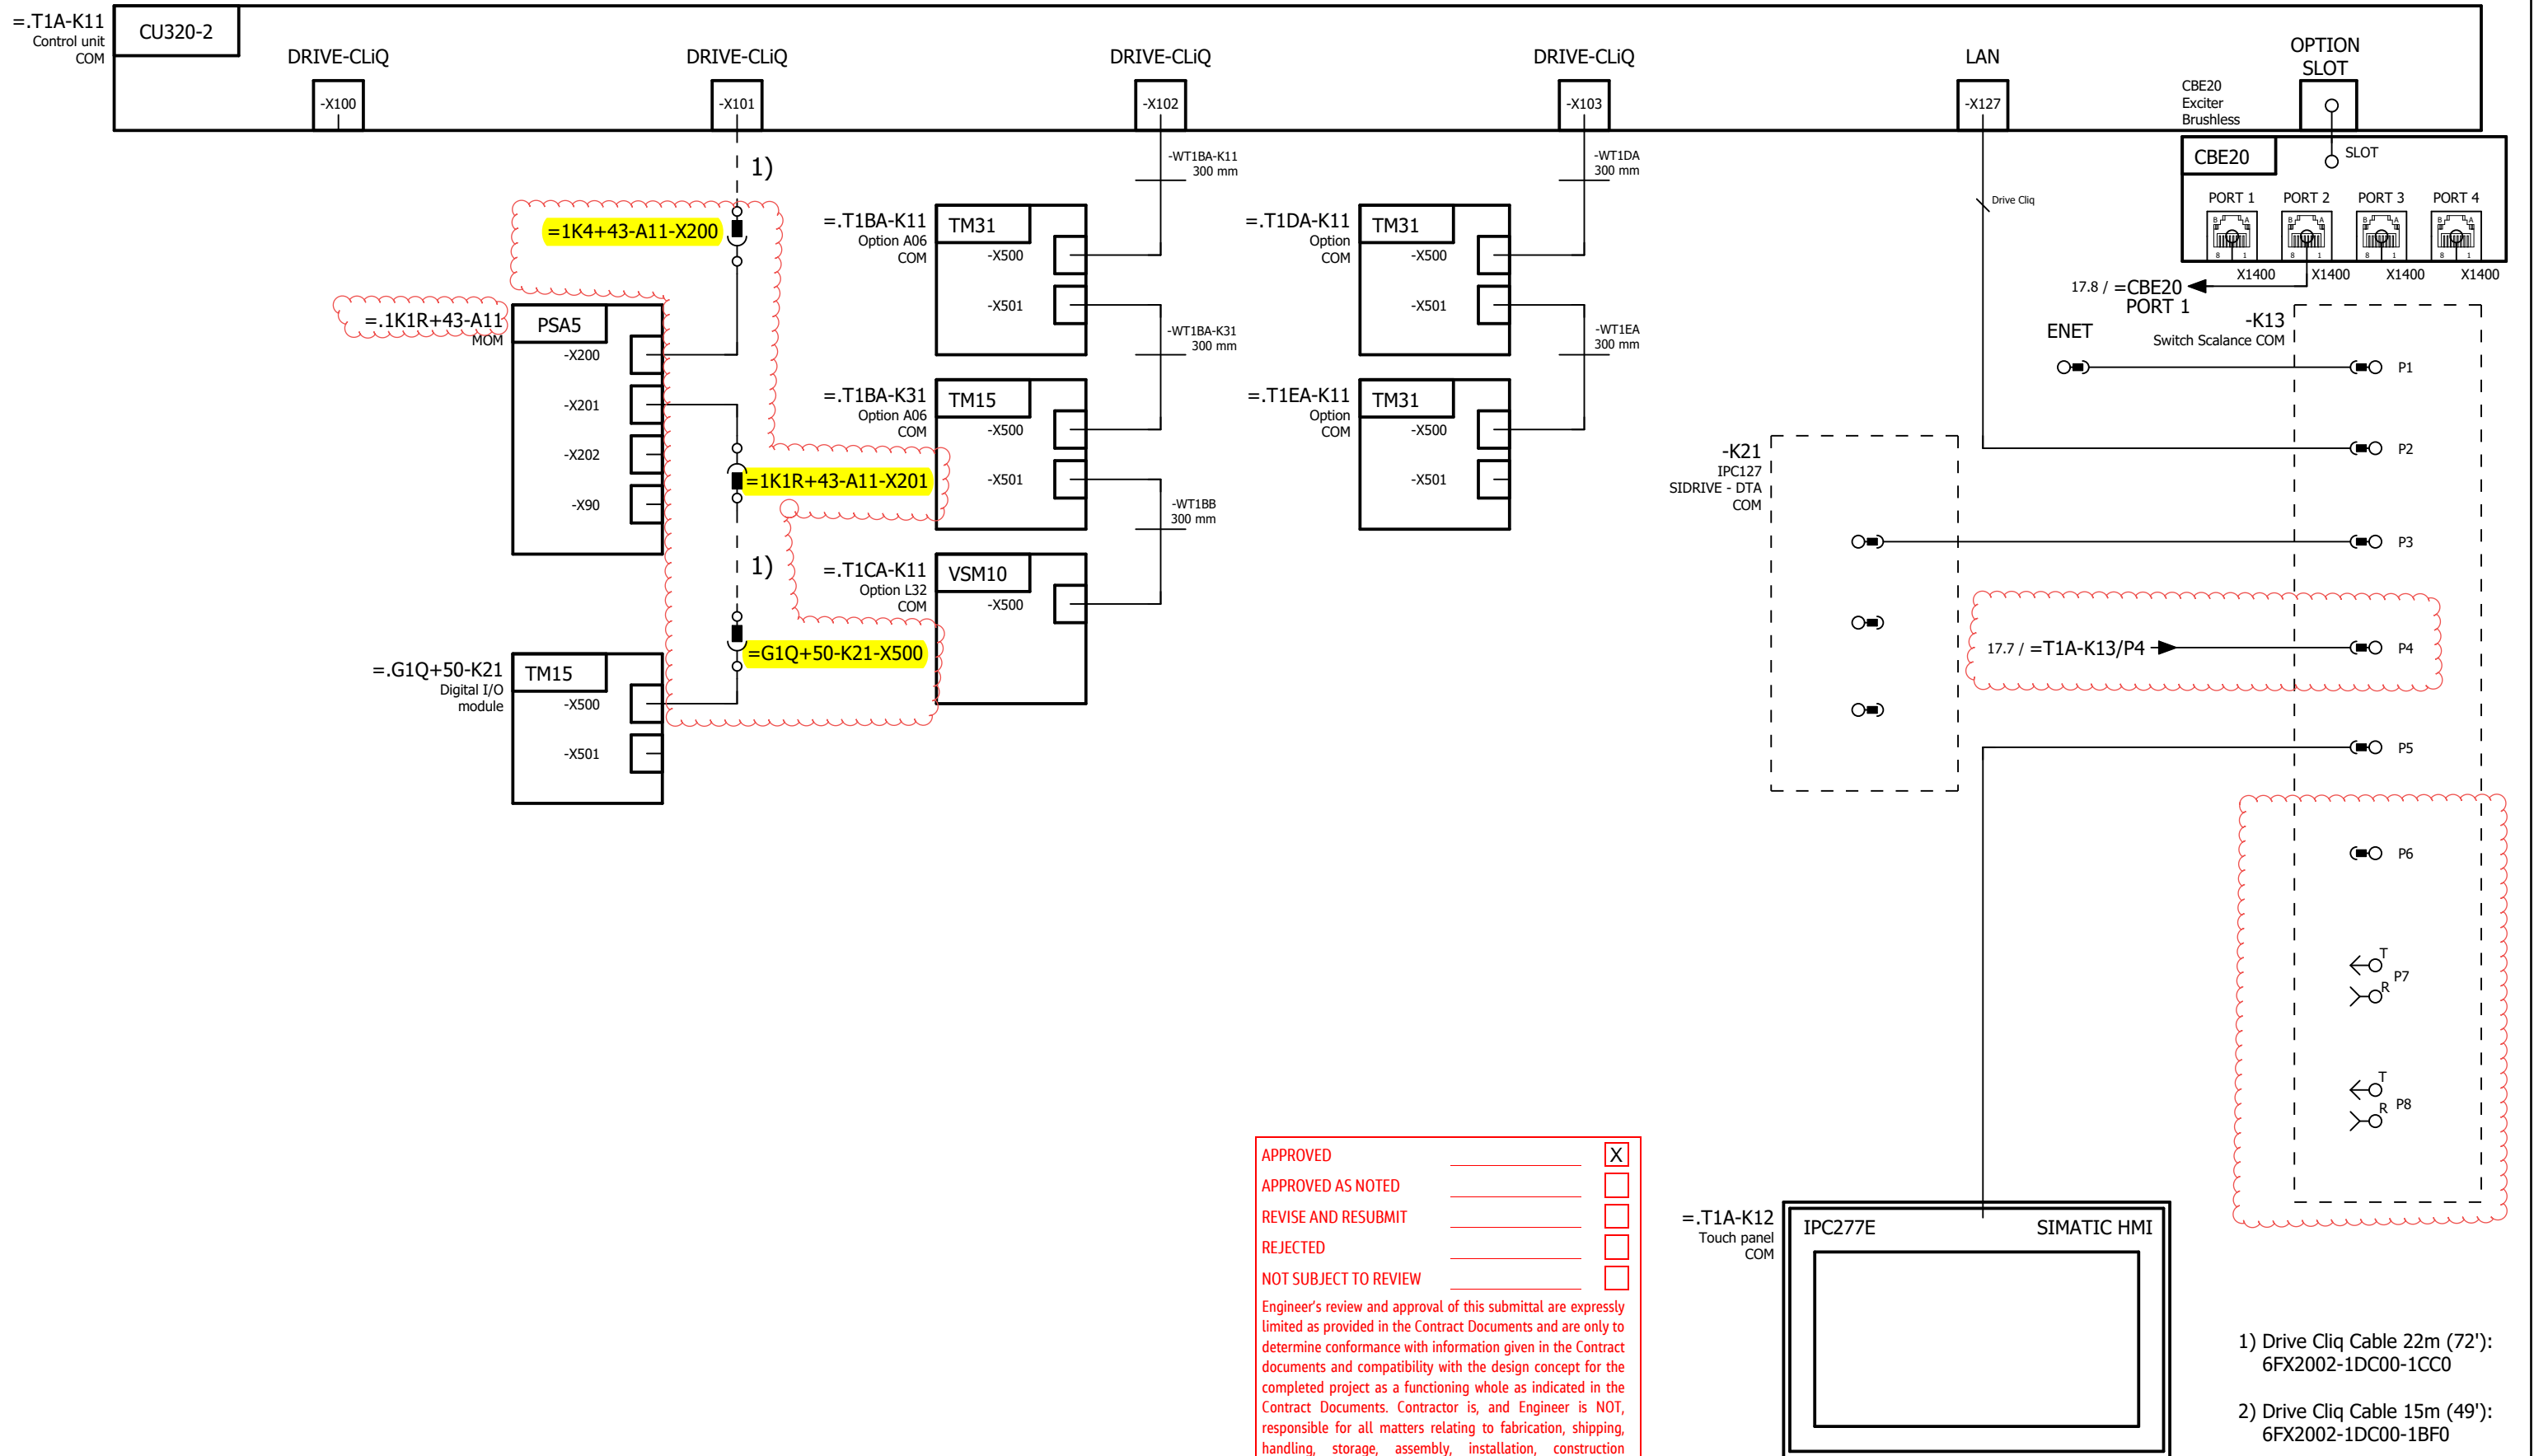 =.T1A-K11
Control unit
COM
CU320-2
DRIVE-CLiQ
DRIVE-CLiQ
DRIVE-CLiQ
DRIVE-CLiQ
LAN
OPTION
SLOT
-X100
-X101
-X102
-X103
-X127
CBE20
Exciter
Brushless
CBE20
SLOT
PORT 1
PORT 2
PORT 3
PORT 4
B A
B A
B A
B A
8 1
8 1
8 1
8 1
X1400
X1400
X1400
X1400
17.8 / =CBE20
PORT 1
1)
=1K4+43-A11-X200
=.1K1R+43-A11
MOM
PSA5
-X200
-X201
-X202
-X90
=1K1R+43-A11-X201
1)
=G1Q+50-K21-X500
=.G1Q+50-K21
Digital I/O
module
TM15
-X500
-X501
-WT1BA-K11
300 mm
=.T1BA-K11
Option A06
COM
TM31
-X500
-X501
-WT1BA-K31
300 mm
=.T1BA-K31
Option A06
COM
TM15
-X500
-X501
-WT1BB
300 mm
=.T1CA-K11
Option L32
COM
VSM10
-X500
-WT1DA
300 mm
=.T1DA-K11
Option
COM
TM31
-X500
-X501
-WT1EA
300 mm
=.T1EA-K11
Option
COM
TM31
-X500
-X501
Drive Cliq
ENET
-K13
Switch Scalance COM
P1
P2
P3
17.7 / =T1A-K13/P4
P4
P5
P6
T
P7
R
T
P8
R
-K21
IPC127
SIDRIVE - DTA
COM
APPROVED X
APPROVED AS NOTED
REVISE AND RESUBMIT
REJECTED
NOT SUBJECT TO REVIEW
Engineer's review and approval of this submittal are expressly
limited as provided in the Contract Documents and are only to
determine conformance with information given in the Contract
documents and compatibility with the design concept for the
completed project as a functioning whole as indicated in the
Contract Documents. Contractor is, and Engineer is NOT,
responsible for all matters relating to fabrication, shipping,
handling, storage, assembly, installation, construction
=.T1A-K12
Touch panel
COM
IPC277E
SIMATIC HMI
1) Drive Cliq Cable 22m (72'):
6FX2002-1DC00-1CC0
2) Drive Cliq Cable 15m (49'):
6FX2002-1DC00-1BF0